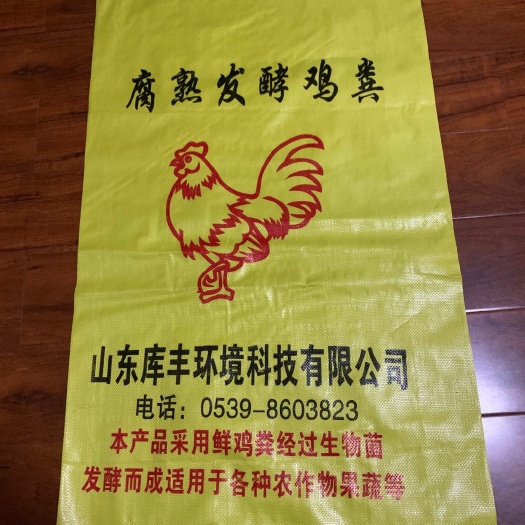 腐熟发酵鸡粪
山东库丰环境科技有限公司
电话：0539-8603823
本产品采用鲜鸡粪经过生物菌
发酵而成适用于各种农作物果蔬等